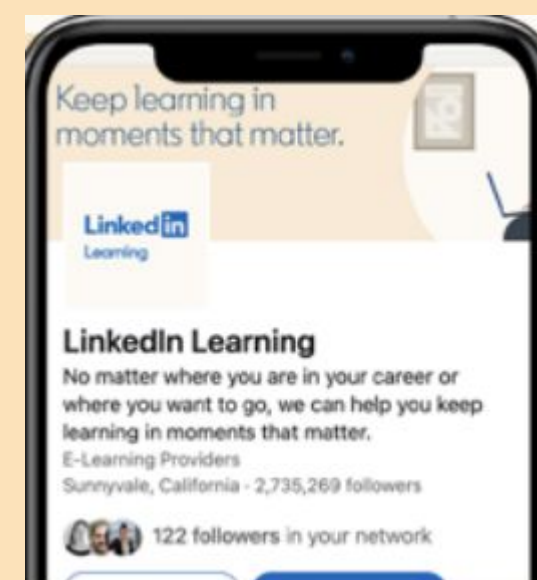 Keep learning in
moments that matter.
Linked in
Learning
LinkedIn Learning
No matter where you are in your career or
where you want to go, we can help you keep
learning in moments that matter.
E-Learning Providers
Sunnyvale, California - 2,735,269 followers
122 followers in your network